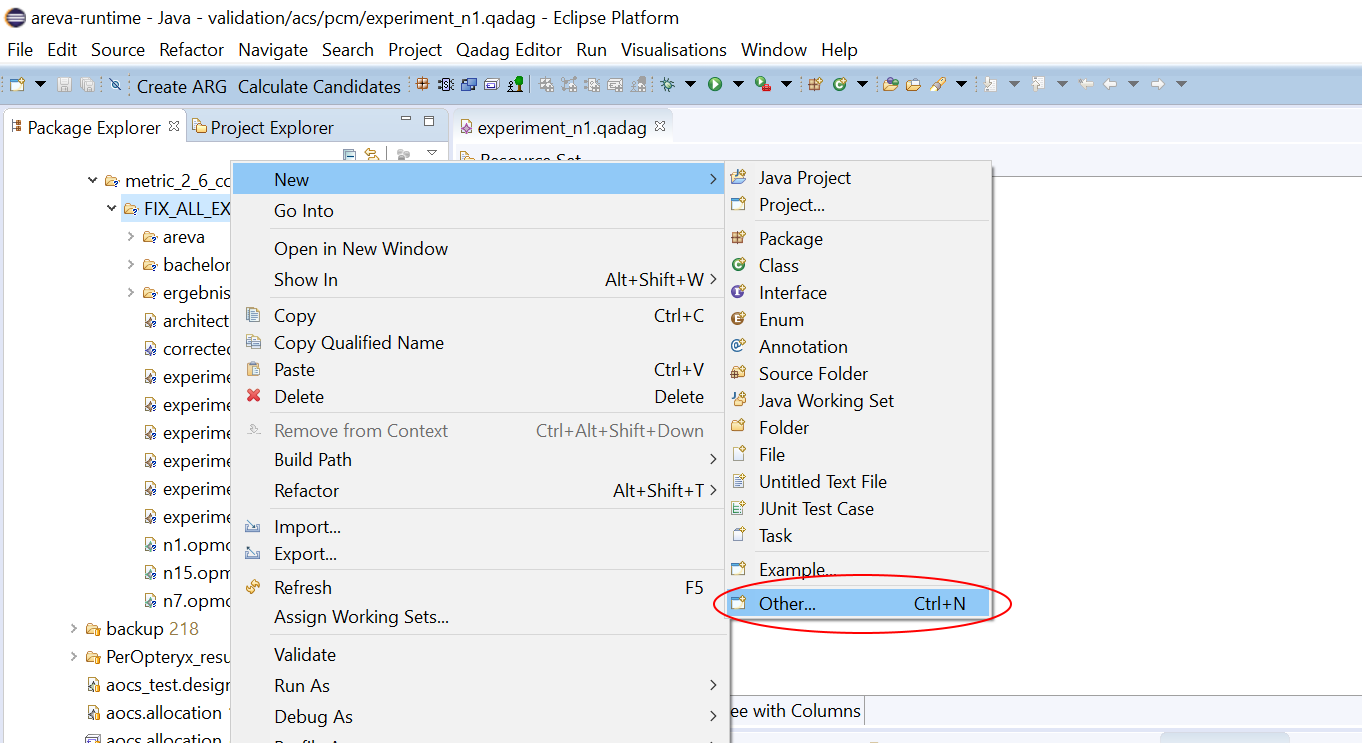 areva-runtime - Java - validation/acs/pcm/experiment_n1.qadag - Eclipse Platform
File Edit Source Refactor Navigate Search Project Qadag Editor Run Visualisations Window Help
Create ARG Calculate Candidates
Package Explorer Project Explorer experiment_n1.qadag
Resource Set
metric_2_6_cc
FIX_ALL_EX
areva
bachelor
ergebnis
architect
corrected
experime
experime
experime
experime
experime
experime
n1.opmo
n15.opm
n7.opmo
backup 218
PerOpteryx_resu
aocs_test.design
aocs.allocation
aocs.allocation
New
Go Into
Open in New Window
Show In Alt+Shift+W
Copy Ctrl+C
Copy Qualified Name
Paste Ctrl+V
Delete Delete
Remove from Context Ctrl+Alt+Shift+Down
Build Path
Refactor Alt+Shift+T
Import...
Export...
Refresh F5
Assign Working Sets...
Validate
Run As
Debug As
Java Project
Project...
Package
Class
Interface
Enum
Annotation
Source Folder
Java Working Set
Folder
File
Untitled Text File
JUnit Test Case
Task
Example...
Other... Ctrl+N
ee with Columns